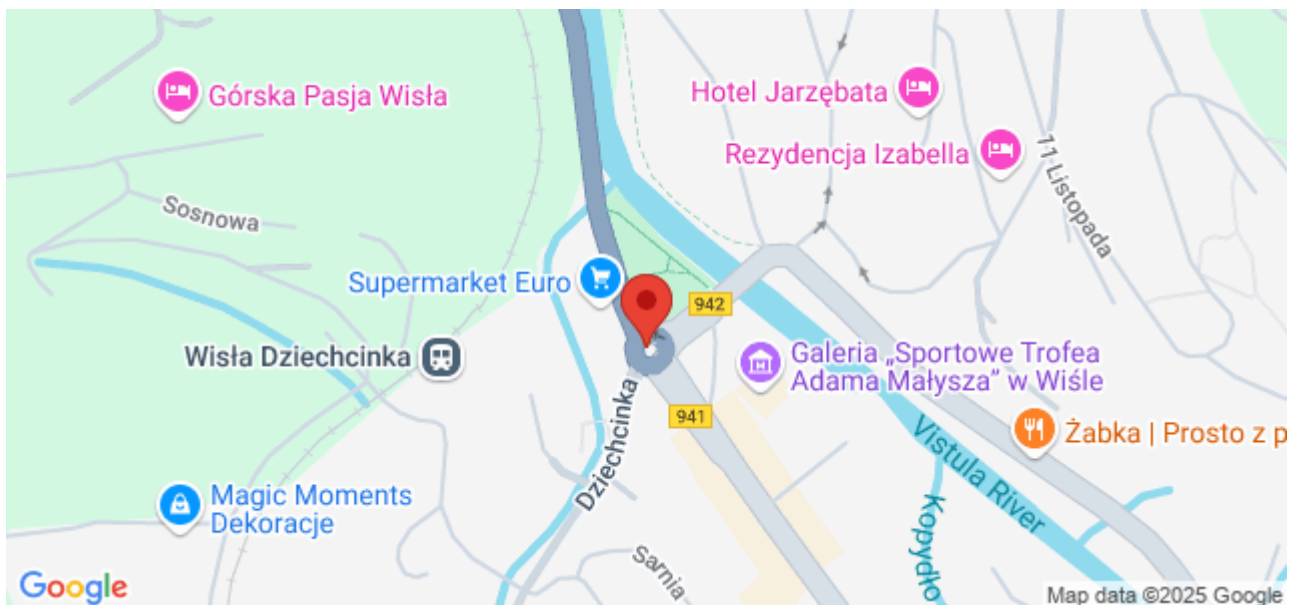 Górska Pasja Wisła
Hotel Jarzębata
Rezydencja Izabella
11 Listopada
Sosnowa
Supermarket Euro
942
Wisła Dziechcinka
Galeria „Sportowe Trofea
Adama Małysza” w Wiśle
941
Żabka | Prosto z p
Dziechcinka
Vistula River
Magic Moments
Dekoracje
Kopydło
Sarnia
Google
Map data ©2025 Google